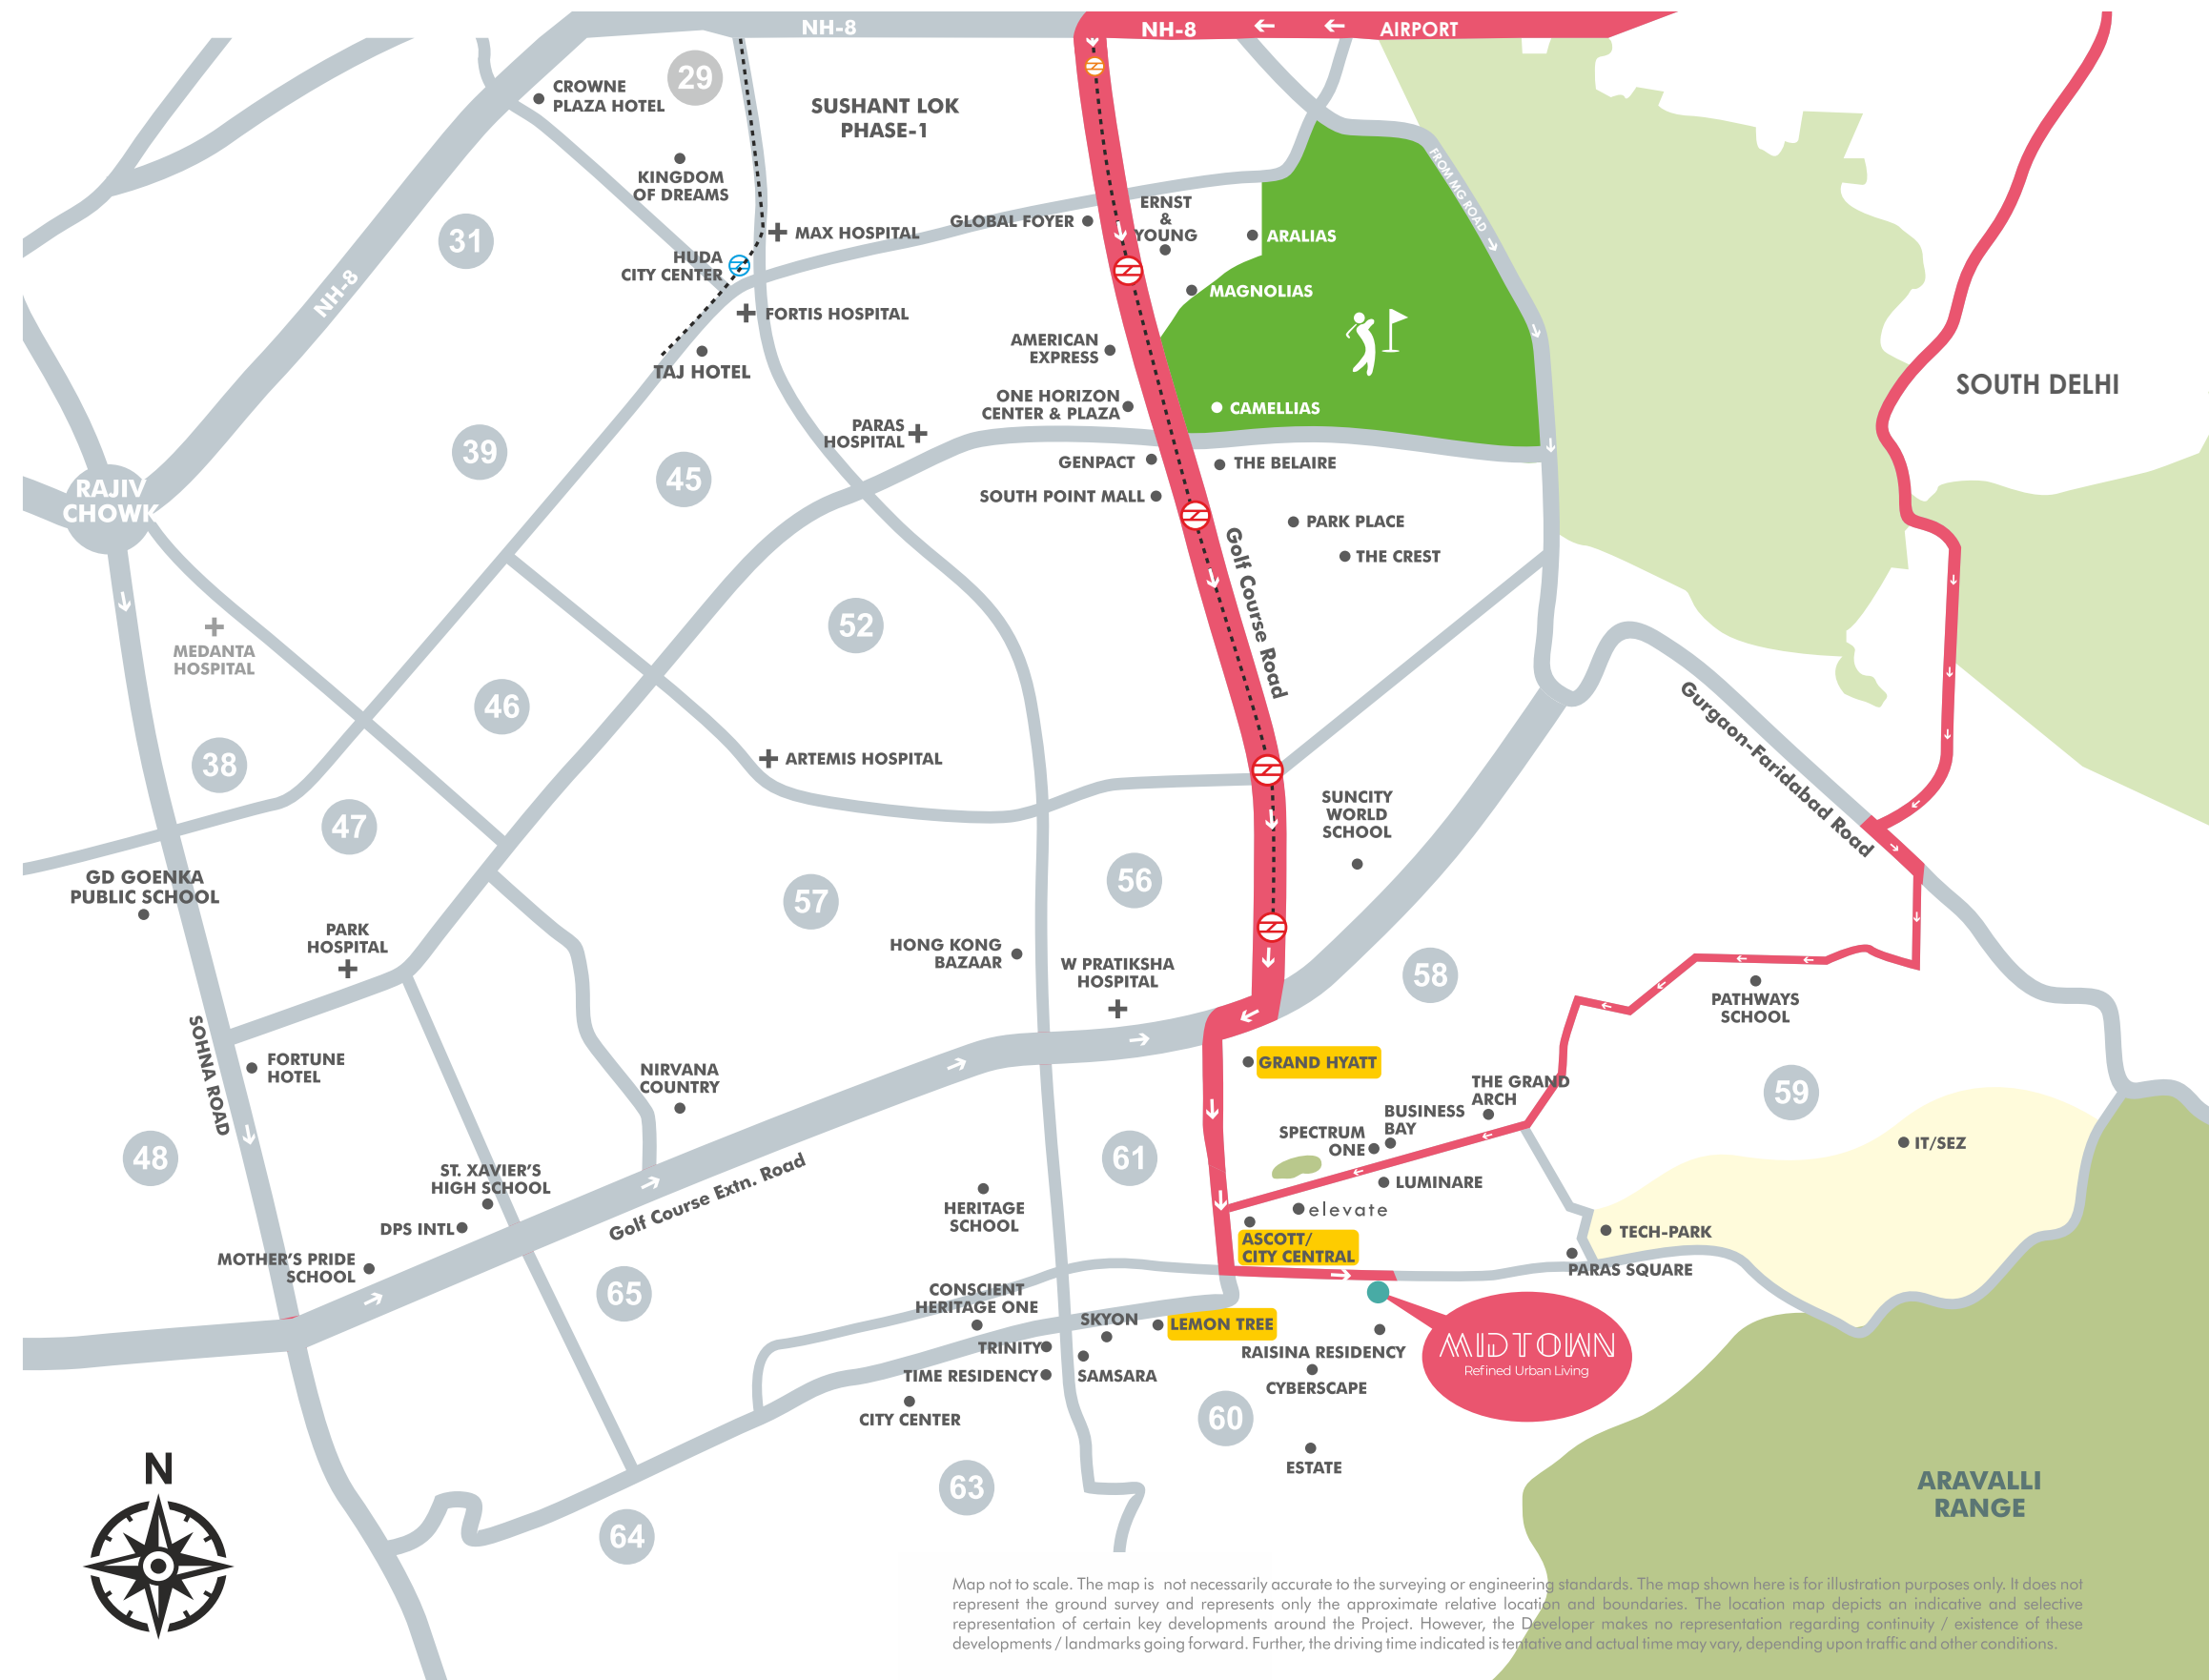 NH-8
NH-8
AIRPORT
29
CROWNE
PLAZA HOTEL
SUSHANT LOK
PHASE-1
KINGDOM
OF DREAMS
FROM MG ROAD
31
MAX HOSPITAL
GLOBAL FOYER
ERNST
&
YOUNG
ARALIAS
HUDA
CITY CENTER
NH-8
MAGNOLIAS
FORTIS HOSPITAL
AMERICAN
EXPRESS
TAJ HOTEL
SOUTH DELHI
ONE HORIZON
CENTER & PLAZA
CAMELLIAS
PARAS
HOSPITAL
39
45
GENPACT
THE BELAIRE
RAJIV
CHOWK
SOUTH POINT MALL
PARK PLACE
THE CREST
Golf Course Road
52
MEDANTA
HOSPITAL
46
Gurgaon-Faridabad Road
38
ARTEMIS HOSPITAL
47
SUNCITY
WORLD
SCHOOL
GD GOENKA
PUBLIC SCHOOL
57
56
PARK
HOSPITAL
HONG KONG
BAZAAR
W PRATIKSHA
HOSPITAL
58
PATHWAYS
SCHOOL
SOHNA ROAD
FORTUNE
HOTEL
NIRVANA
COUNTRY
GRAND HYATT
THE GRAND
ARCH
59
BUSINESS
BAY
SPECTRUM
ONE
IT/SEZ
48
61
ST. XAVIER'S
HIGH SCHOOL
LUMINARE
Golf Course Extn. Road
HERITAGE
SCHOOL
elevate
DPS INTL
ASCOTT/
CITY CENTRAL
TECH-PARK
MOTHER'S PRIDE
SCHOOL
PARAS SQUARE
65
CONSCIENT
HERITAGE ONE
SKYON
LEMON TREE
TRINITY
RAISINA RESIDENCY
MIDTOWN
Refined Urban Living
TIME RESIDENCY
SAMSARA
CYBERSCAPE
CITY CENTER
60
N
ESTATE
63
ARAVALLI
RANGE
64
Map not to scale. The map is not necessarily accurate to the surveying or engineering standards. The map shown here is for illustration purposes only. It does not
represent the ground survey and represents only the approximate relative location and boundaries. The location map depicts an indicative and selective
representation of certain key developments around the Project. However, the Developer makes no representation regarding continuity / existence of these
developments / landmarks going forward. Further, the driving time indicated is tentative and actual time may vary, depending upon traffic and other conditions.